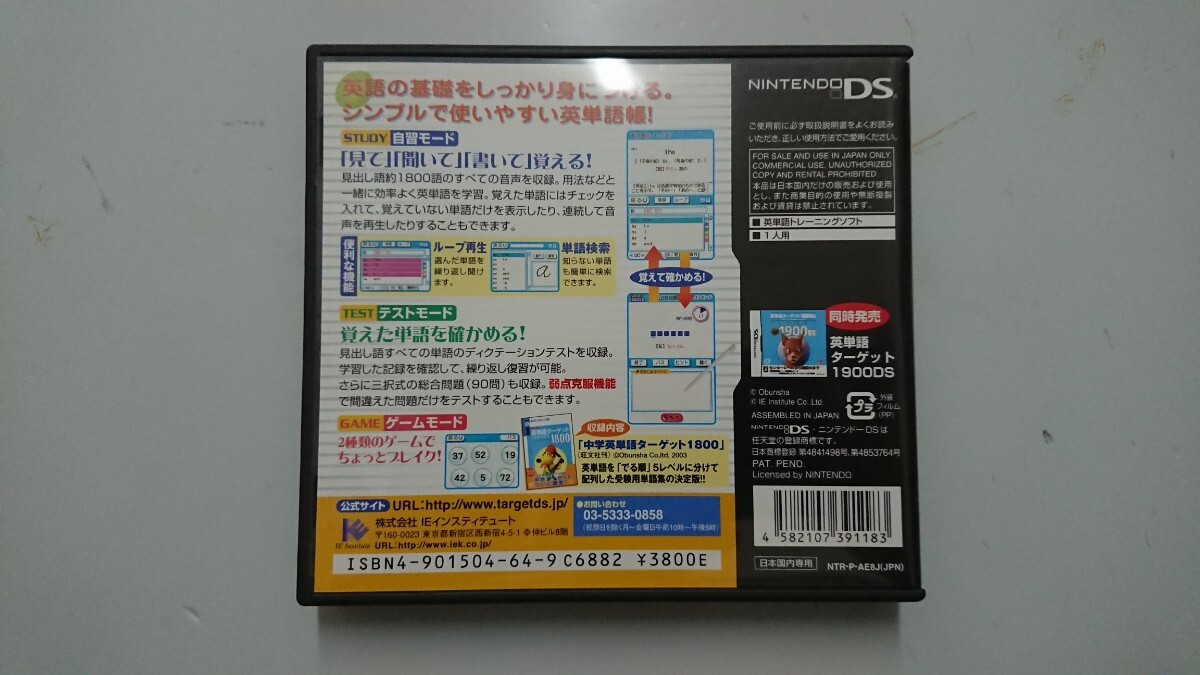 英語の基礎をしっかり身につける。
シンプルで使いやすい英単語帳!
STUDY 自習モード
「見て」「聞いて」「書いて」覚える!
見出し語約1800語のすべての音声を収録。用法などと
一緒に効率よく英単語を学習。覚えた単語にはチェックを
入れて、覚えていない単語だけを表示したり、連続して音
声を再生したりすることもできます。
便利な機能
ループ再生
選んだ単語を
繰り返し聞け
ます。
単語検索
知らない単語
も簡単に検索
できます。
the
a
覚えて確かめる!
TEST テストモード
覚えた単語を確かめる!
見出し語すべての単語のディクテーションテストを収録。
学習した記録を確認して、繰り返し復習が可能。
さらに三択式の総合問題(90問)も収録。弱点克服機能
で間違えた問題だけをテストすることもできます。
GAME ゲームモード
2種類のゲームで
ちょっとブレイク!
37 52 19
42 5 72
1800
収録内容
「中学英単語ターゲット1800」
(旺文社刊) ©Obunsha Co,ltd. 2003
英単語を「でる順」5レベルに分けて
配列した受験用単語集の決定版!!
公式サイト URL:http://www.targetds.jp/
IE Institute
株式会社 IEインスティテュート
〒160-0023 東京都新宿区西新宿4-5-1 幸伸ビル8階
URL:http://www.iek.co.jp/
●お問い合わせ
03-5333-0858
(祝祭日を除く月~金曜日午前10時~午後5時)
ISBN4-901504-64-9 C6882 ¥3800E
NINTENDO DS
ご使用前に必ず取扱説明書をよくお読み
いただき、正しい使用方法でご愛用ください。
FOR SALE AND USE IN JAPAN ONLY.
COMMERCIAL USE, UNAUTHORIZED
COPY AND RENTAL PROHIBITED
本品は日本国内だけの販売および使用
とし、また商業目的の使用や無断複製
および賃貸は禁止されています。
■英単語トレーニングソフト
■1人用
1900DS
同時発売
英単語
ターゲット
1900DS
© Obunsha
© IE Institute Co.,Ltd.
ASSEMBLED IN JAPAN
プラ
外装
フィルム
(PP)
NINTENDO DS・ニンテンドーDSは
任天堂の登録商標です。
日本商標登録 第4841498号、第4853764号
PAT. PEND.
Licensed by NINTENDO
4 582107 391183
日本国内専用
NTR-P-AE8J(JPN)